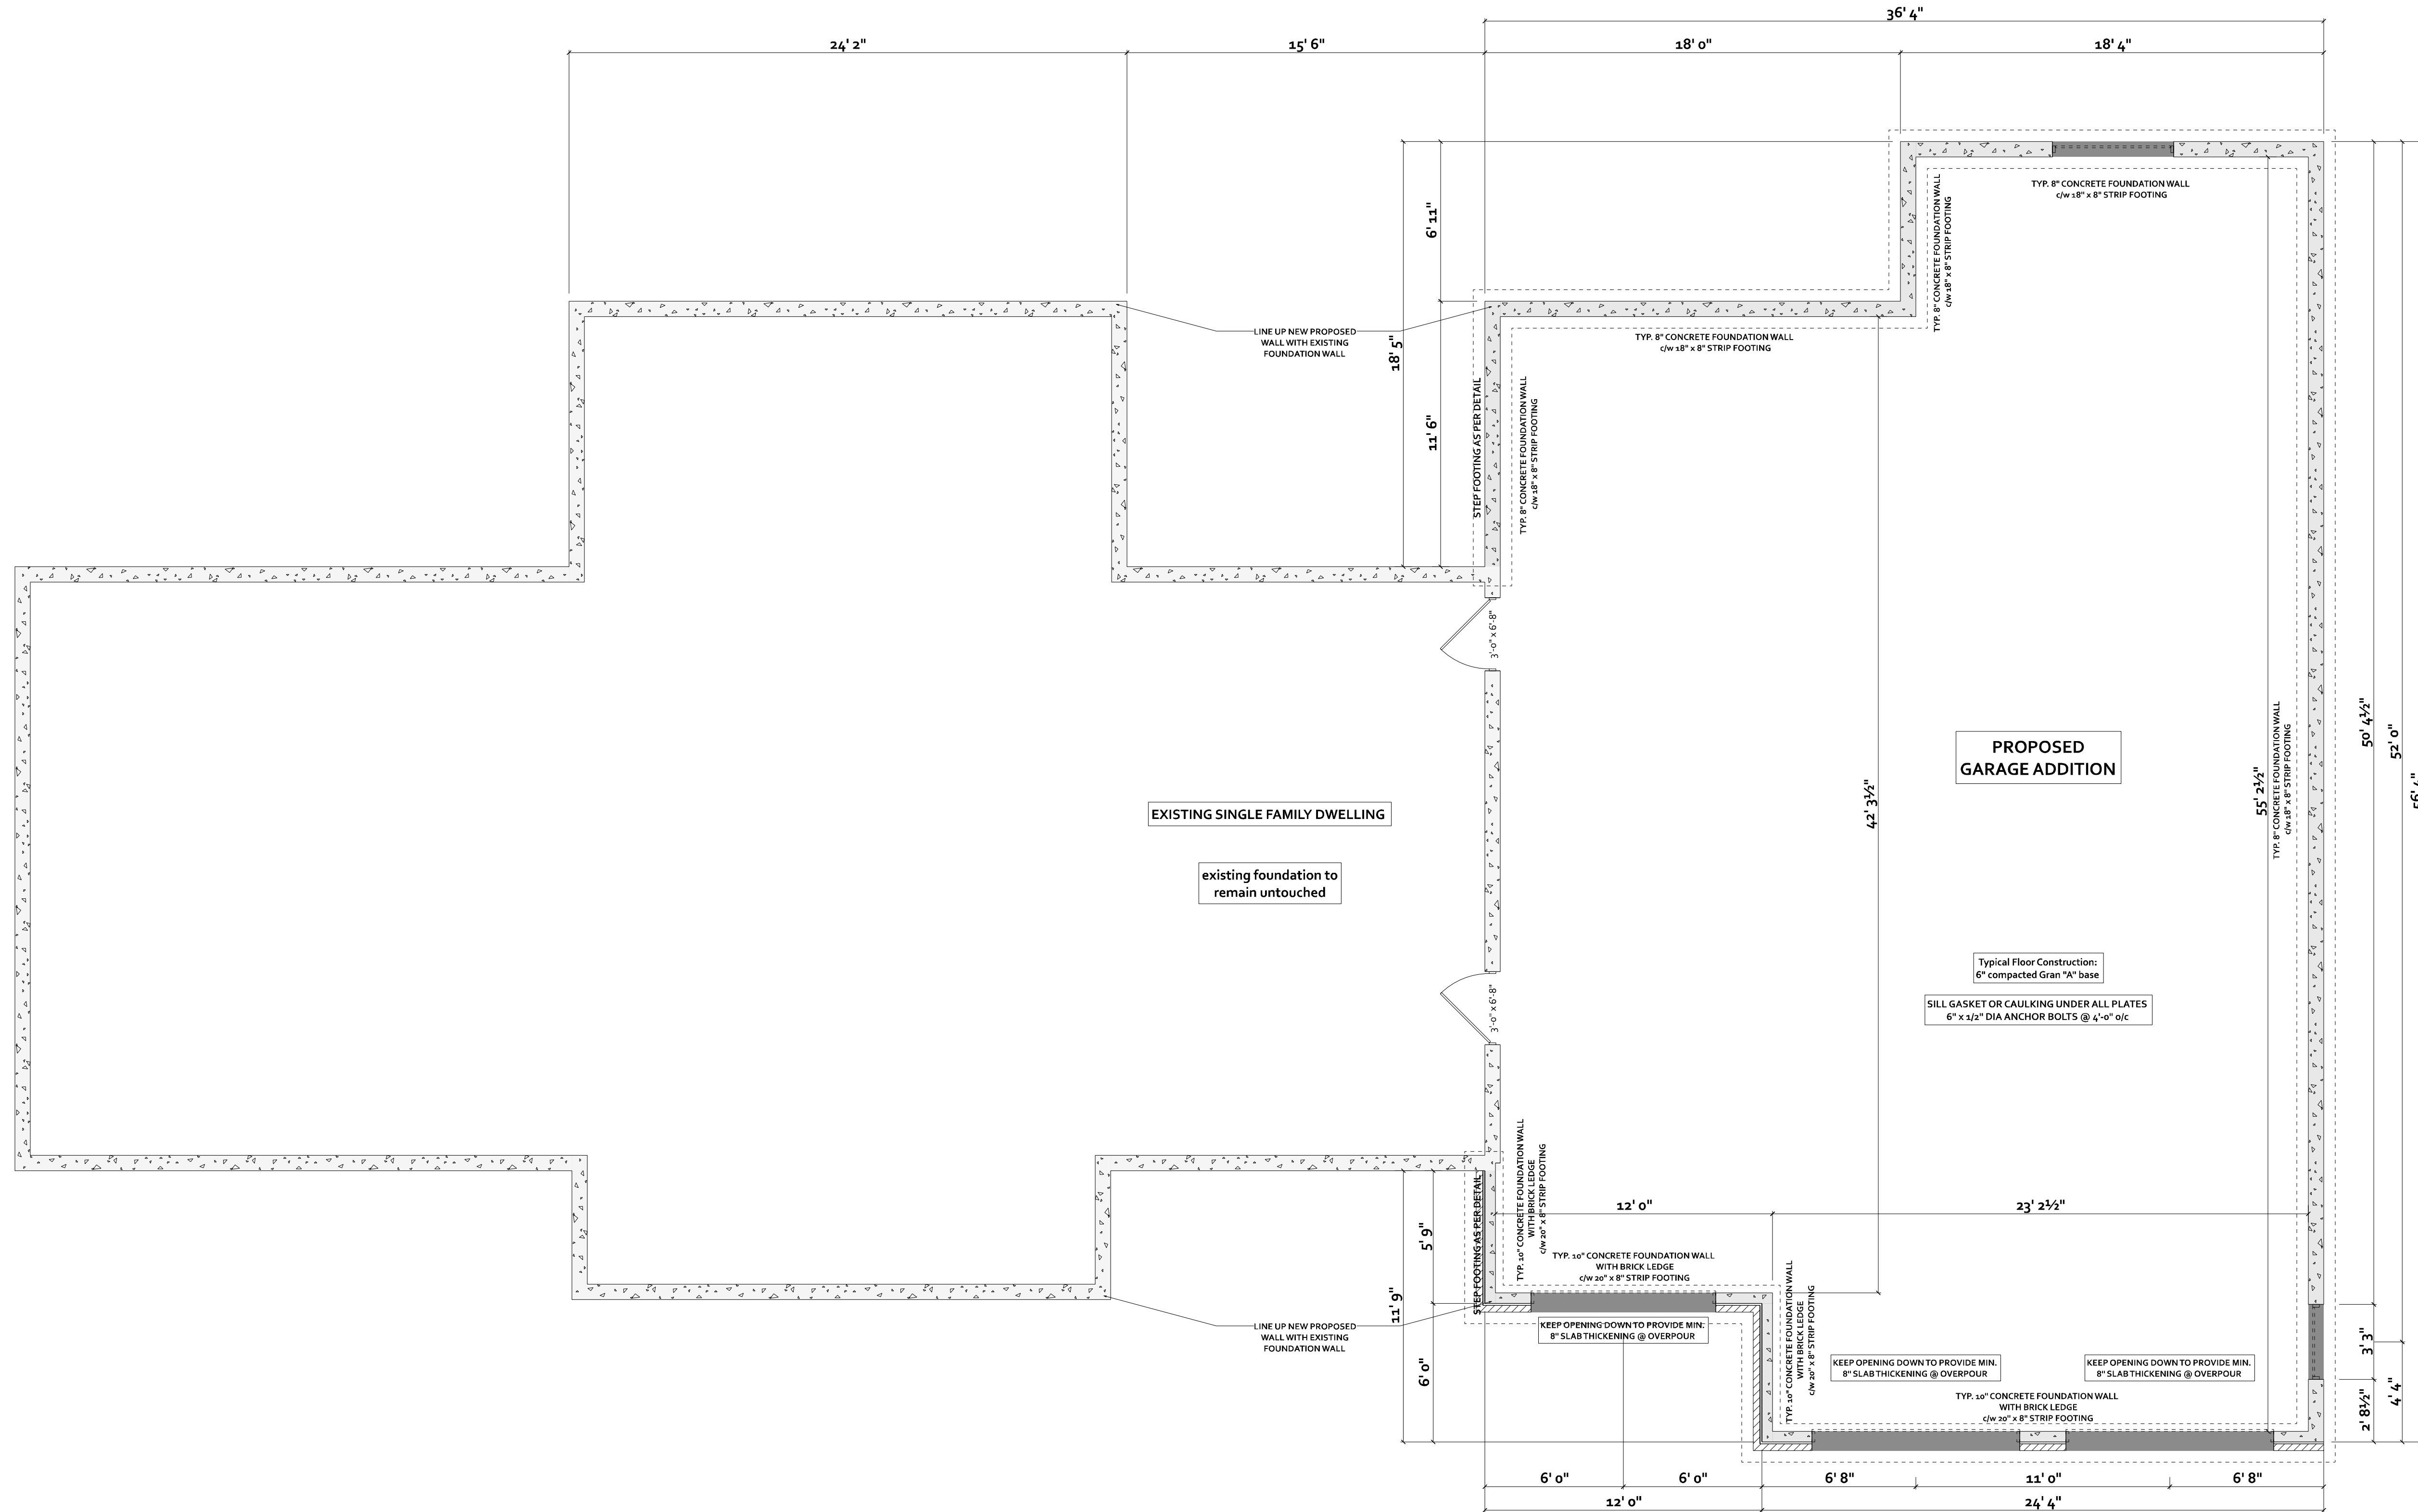 36' 4"
24' 2"
15' 6"
18' 0"
18' 4"
6' 11"
TYP. 8" CONCRETE FOUNDATION WALL
c/w 18" x 8" STRIP FOOTING
TYP. 8" CONCRETE FOUNDATION WALL
c/w 18" x 8" STRIP FOOTING
LINE UP NEW PROPOSED
WALL WITH EXISTING
FOUNDATION WALL
18' 5"
TYP. 8" CONCRETE FOUNDATION WALL
c/w 18" x 8" STRIP FOOTING
11' 6"
STEP FOOTING AS PER DETAIL
TYP. 8" CONCRETE FOUNDATION WALL
c/w 18" x 8" STRIP FOOTING
3'-0" x 6'-8"
PROPOSED
GARAGE ADDITION
50' 4½"
52' 0"
EXISTING SINGLE FAMILY DWELLING
42' 3½"
55' 2½"
TYP. 8" CONCRETE FOUNDATION WALL
c/w 18" x 8" STRIP FOOTING
existing foundation to
remain untouched
Typical Floor Construction:
6" compacted Gran "A" base
SILL GASKET OR CAULKING UNDER ALL PLATES
6" x 1/2" DIA ANCHOR BOLTS @ 4'-0" o/c
3'-0" x 6'-8"
12' 0"
23' 2½"
5' 9"
11' 9"
6' 0"
STEP FOOTING AS PER DETAIL
TYP. 10" CONCRETE FOUNDATION WALL
WITH BRICK LEDGE
c/w 20" x 8" STRIP FOOTING
TYP. 10" CONCRETE FOUNDATION WALL
WITH BRICK LEDGE
c/w 20" x 8" STRIP FOOTING
LINE UP NEW PROPOSED
WALL WITH EXISTING
FOUNDATION WALL
KEEP OPENING DOWN TO PROVIDE MIN.
8" SLAB THICKENING @ OVERPOUR
TYP. 10" CONCRETE FOUNDATION WALL
WITH BRICK LEDGE
c/w 20" x 8" STRIP FOOTING
KEEP OPENING DOWN TO PROVIDE MIN.
8" SLAB THICKENING @ OVERPOUR
KEEP OPENING DOWN TO PROVIDE MIN.
8" SLAB THICKENING @ OVERPOUR
TYP. 10" CONCRETE FOUNDATION WALL
WITH BRICK LEDGE
c/w 20" x 8" STRIP FOOTING
3' 3"
2' 8½"
4' 4"
6' 0"
6' 0"
6' 8"
11' 0"
6' 8"
12' 0"
24' 4"